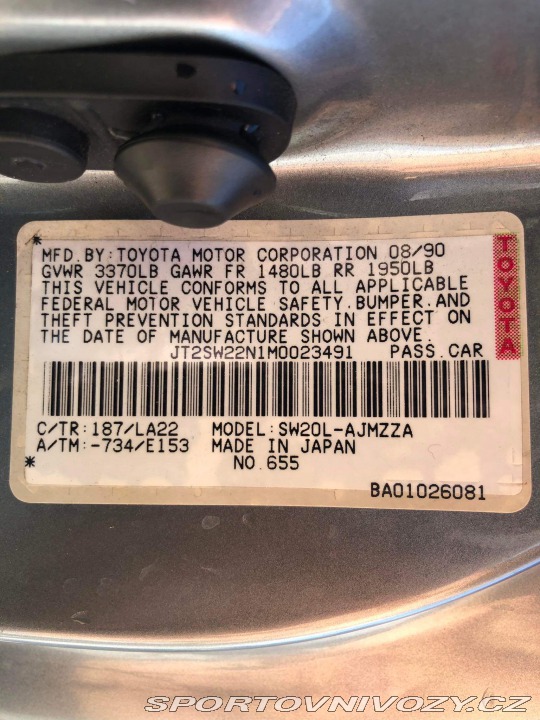 * MFD.BY:TOYOTA MOTOR CORPORATION 08/90
GVWR 3370LB GAWR FR 1480LB RR 1950LB
THIS VEHICLE CONFORMS TO ALL APPLICABLE
FEDERAL MOTOR VEHICLE SAFETY.BUMPER.AND
THEFT PREVENTION STANDARDS IN EFFECT ON
THE DATE OF MANUFACTURE SHOWN ABOVE.
JT2SW22N1M0023491 PASS.CAR
TOYOTA
C/TR:187/LA22 MODEL:SW20L-AJMZZA
A/TM:-734/E153 MADE IN JAPAN
* NO.655
BA01026081
SPORTOVNIVOZY.CZ